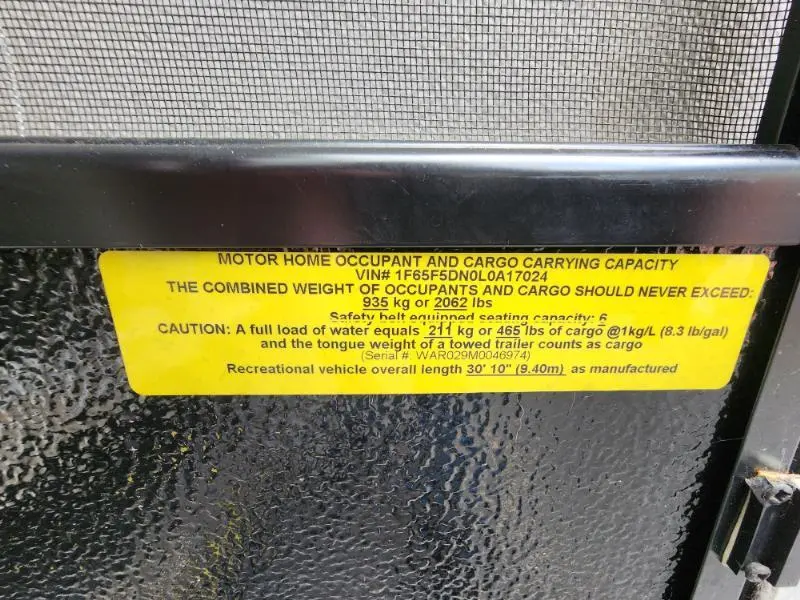 MOTOR HOME OCCUPANT AND CARGO CARRYING CAPACITY
VIN# 1F65F5DN0L0A17024
THE COMBINED WEIGHT OF OCCUPANTS AND CARGO SHOULD NEVER EXCEED:
935 kg or 2062 lbs
Safety belt equipped seating capacity: 6
CAUTION: A full load of water equals 211 kg or 465 lbs of cargo @1kg/L (8.3 lb/gal)
and the tongue weight of a towed trailer counts as cargo
(Serial #: WAR029M0046974)
Recreational vehicle overall length 30' 10" (9.40m) as manufactured